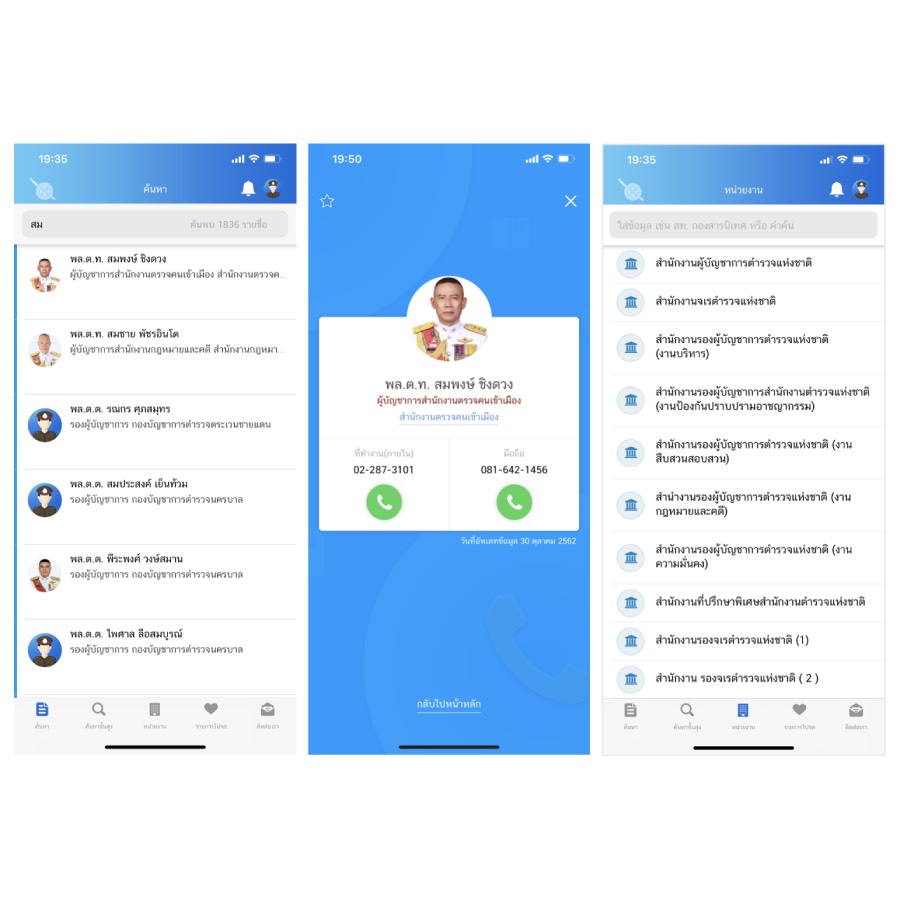 19:35
ค้นหา
สม
ค้นพบ 1836 รายชื่อ
พล.ต.ท. สมพงษ์ ชิงดวง
ผู้บัญชาการสำนักงานตรวจคนเข้าเมือง สำนักงานตรวจค...
พล.ต.ท. สมชาย พัชรอินโต
ผู้บัญชาการสำนักงานกฎหมายและคดี สำนักงานกฎหมา...
พล.ต.ต. รณกร ศุภสมุทร
รองผู้บัญชาการ กองบัญชาการตำรวจตระเวนชายแดน
พล.ต.ต. สมประสงค์ เย็นท้วม
รองผู้บัญชาการ กองบัญชาการตำรวจนครบาล
พล.ต.ต. พีระพงศ์ วงษ์สมาน
รองผู้บัญชาการ กองบัญชาการตำรวจนครบาล
พล.ต.ต. ไพศาล ลือสมบูรณ์
รองผู้บัญชาการ กองบัญชาการตำรวจนครบาล
ค้นหา
ค้นหาขั้นสูง
หน่วยงาน
รายการโปรด
ติดต่อเรา
19:50
พล.ต.ท. สมพงษ์ ชิงดวง
ผู้บัญชาการสำนักงานตรวจคนเข้าเมือง
สำนักงานตรวจคนเข้าเมือง
ที่ทำงาน(ภายใน)
02-287-3101
มือถือ
081-642-1456
วันที่อัพเดทข้อมูล 30 ตุลาคม 2562
กลับไปหน้าหลัก
19:35
หน่วยงาน
ใส่ข้อมูล เช่น สท. กองสารนิเทศ หรือ คำค้น
สำนักงานผู้บัญชาการตำรวจแห่งชาติ
สำนักงานจเรตำรวจแห่งชาติ
สำนักงานรองผู้บัญชาการตำรวจแห่งชาติ
(งานบริหาร)
สำนักงานรองผู้บัญชาการสำนักงานตำรวจแห่งชาติ
(งานป้องกันปราบปรามอาชญากรรม)
สำนักงานรองผู้บัญชาการตำรวจแห่งชาติ (งาน
สืบสวนสอบสวน)
สำนำงานรองผู้บัญชาการตำรวจแห่งชาติ (งาน
กฎหมายและคดี)
สำนักงานรองผู้บัญชาการตำรวจแห่งชาติ (งาน
ความมั่นคง)
สำนักงานที่ปรึกษาพิเศษสำนักงานตำรวจแห่งชาติ
สำนักงานรองจเรตำรวจแห่งชาติ (1)
สำนักงาน รองจเรตำรวจแห่งชาติ ( 2 )
ค้นหา
ค้นหาขั้นสูง
หน่วยงาน
รายการโปรด
ติดต่อเรา